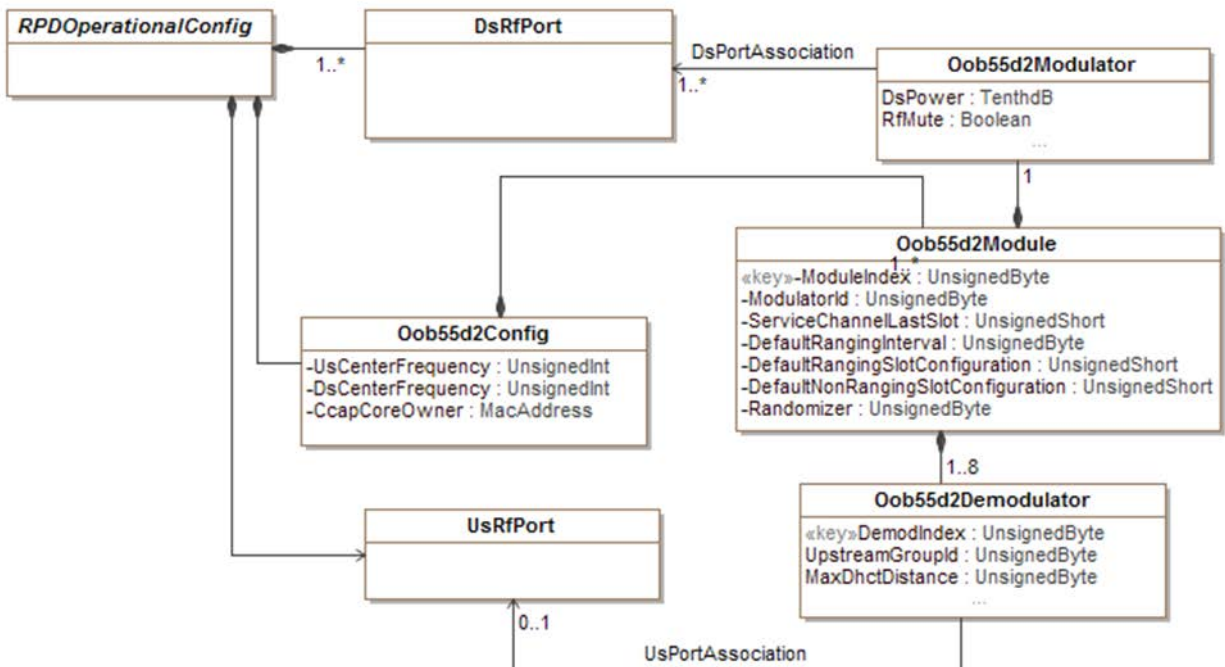 RPDOperationalConfig
DsRfPort
1..*
DsPortAssociation
1..*
Oob55d2Modulator
DsPower : TenthdB
RfMute : Boolean
...
1
Oob55d2Module
1..*
«key»-ModuleIndex : UnsignedByte
-ModulatorId : UnsignedByte
-ServiceChannelLastSlot : UnsignedShort
-DefaultRangingInterval : UnsignedByte
-DefaultRangingSlotConfiguration : UnsignedShort
-DefaultNonRangingSlotConfiguration : UnsignedShort
-Randomizer : UnsignedByte
Oob55d2Config
-UsCenterFrequency : UnsignedInt
-DsCenterFrequency : UnsignedInt
-CcapCoreOwner : MacAddress
1..8
Oob55d2Demodulator
«key»DemodIndex : UnsignedByte
UpstreamGroupId : UnsignedByte
MaxDhctDistance : UnsignedByte
...
UsRfPort
0..1
UsPortAssociation